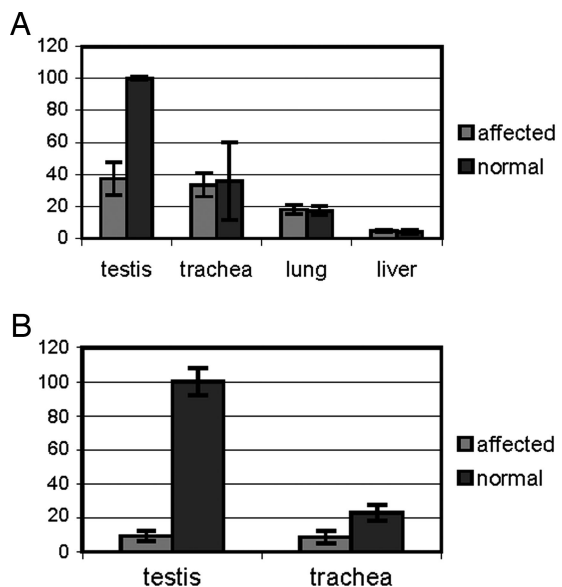 A
120
100
80
60
40
20
0
affected
normal
testis trachea lung liver
B
120
100
80
60
40
20
0
affected
normal
testis trachea